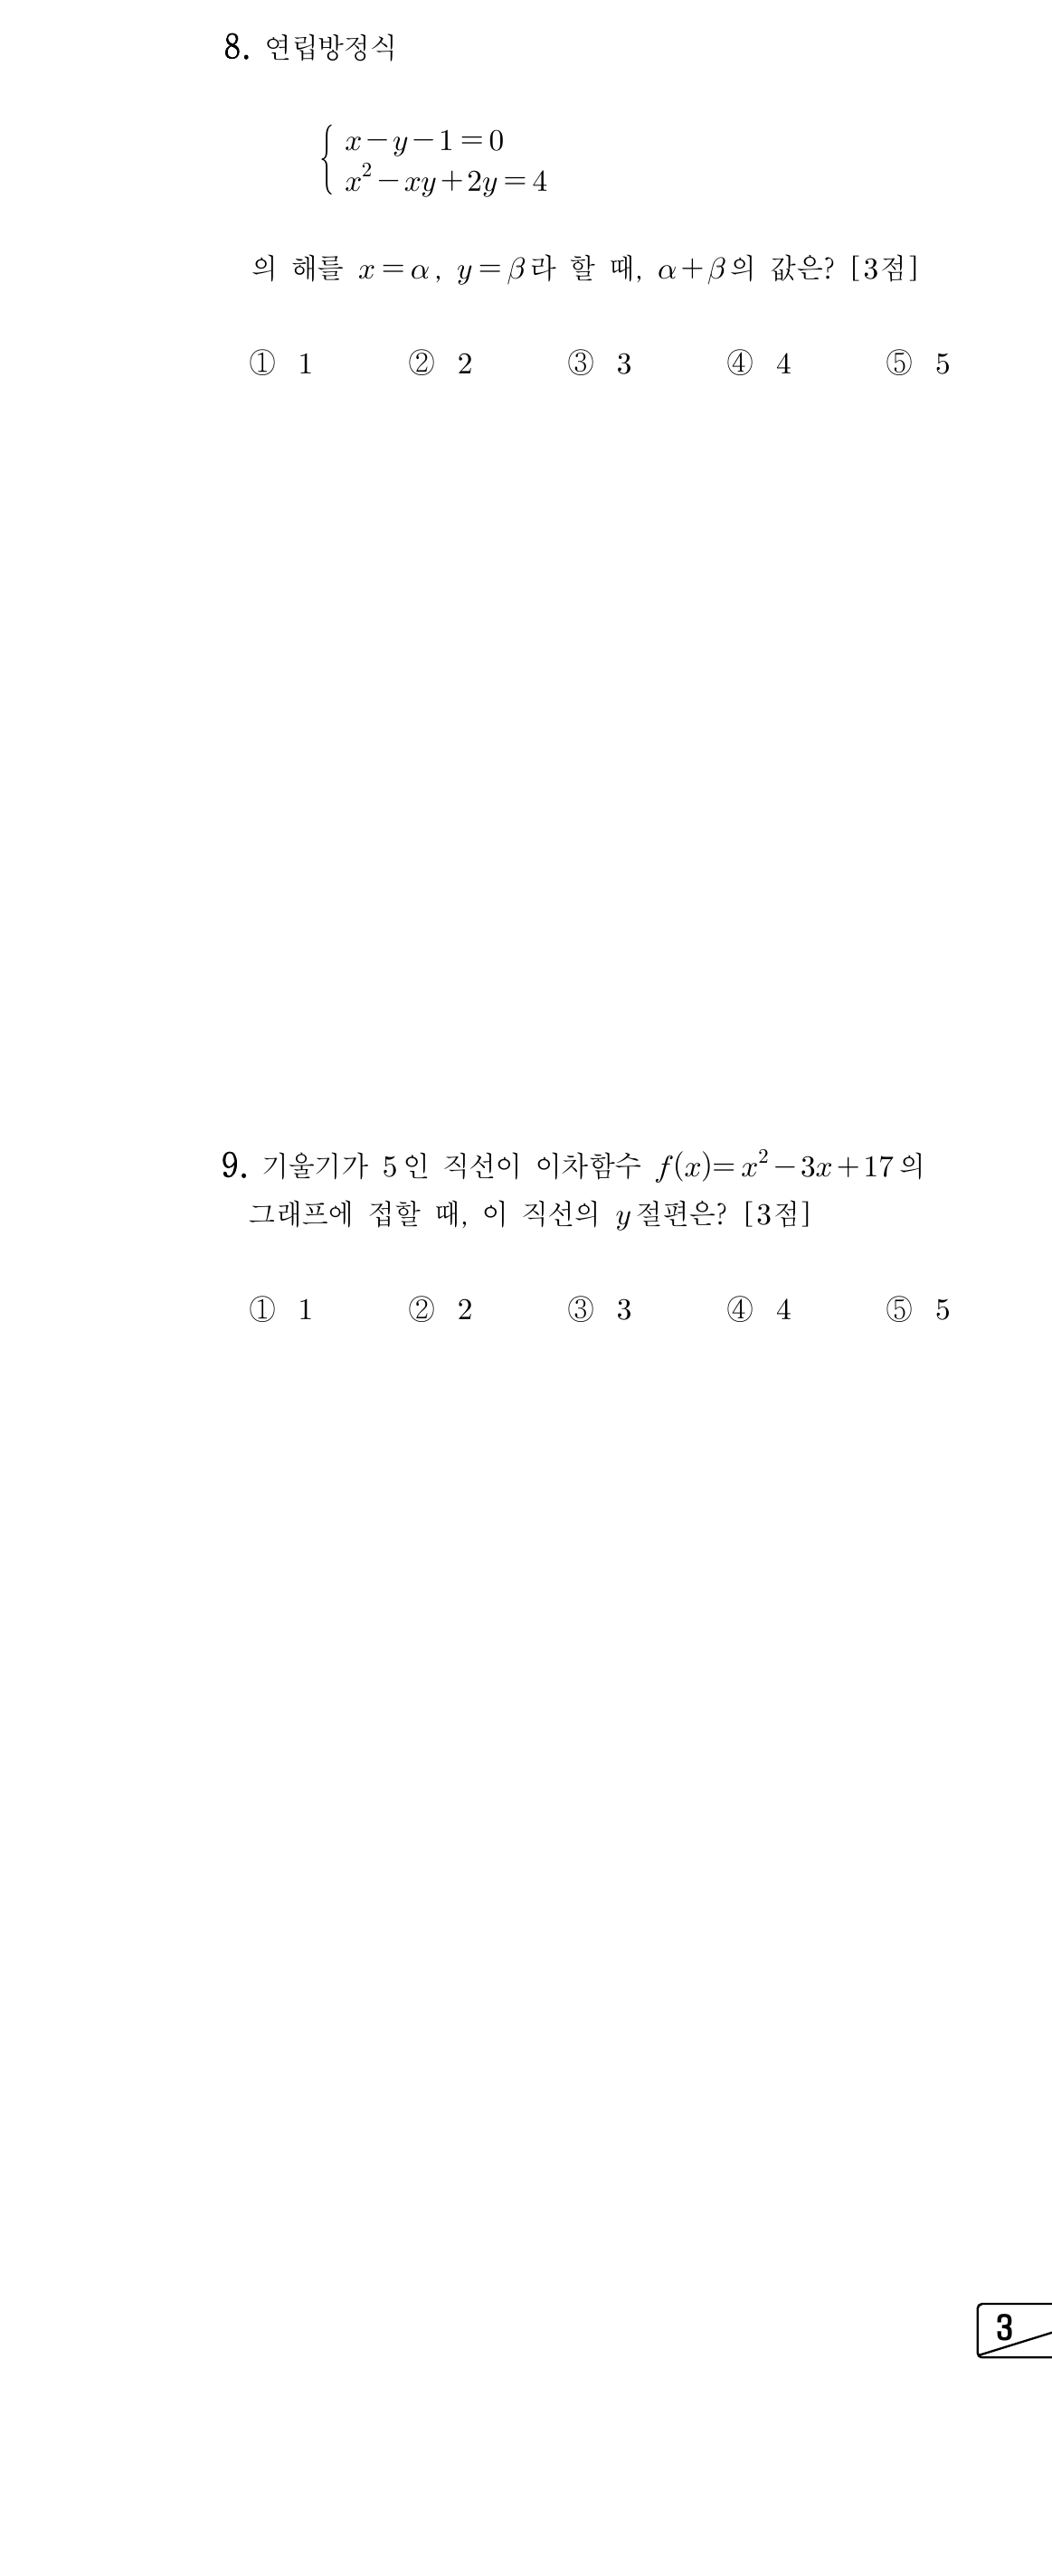 8. 연립방정식
x−y−1=0
x²−xy+2y=4
의 해를 x=α, y=β라 할 때, α+β의 값은? [3점]
① 1 ② 2 ③ 3 ④ 4 ⑤ 5
9. 기울기가 5인 직선이 이차함수 f(x)=x²−3x+17의
그래프에 접할 때, 이 직선의 y절편은? [3점]
① 1 ② 2 ③ 3 ④ 4 ⑤ 5
3